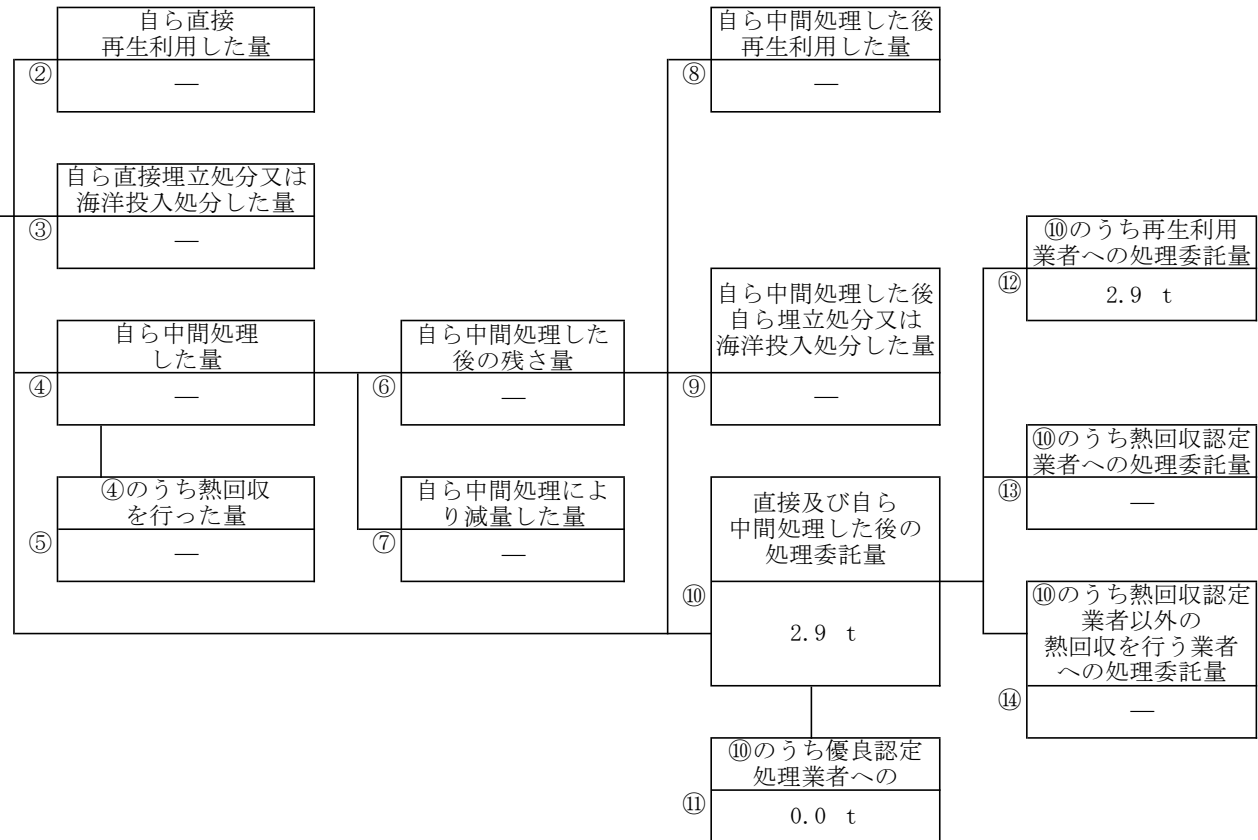 自ら直接
再生利用した量
②
—
自ら直接埋立処分又は
海洋投入処分した量
③
—
自ら中間処理
した量
④
—
④のうち熱回収
を行った量
⑤
—
自ら中間処理した
後の残さ量
⑥
—
自ら中間処理によ
り減量した量
⑦
—
自ら中間処理した後
再生利用した量
⑧
—
自ら中間処理した後
自ら埋立処分又は
海洋投入処分した量
⑨
—
直接及び自ら
中間処理した後の
処理委託量
⑩
2.9 t
⑩のうち優良認定
処理業者への
⑪
0.0 t
⑩のうち再生利用
業者への処理委託量
⑫
2.9 t
⑩のうち熱回収認定
業者への処理委託量
⑬
—
⑩のうち熱回収認定
業者以外の
熱回収を行う業者
への処理委託量
⑭
—